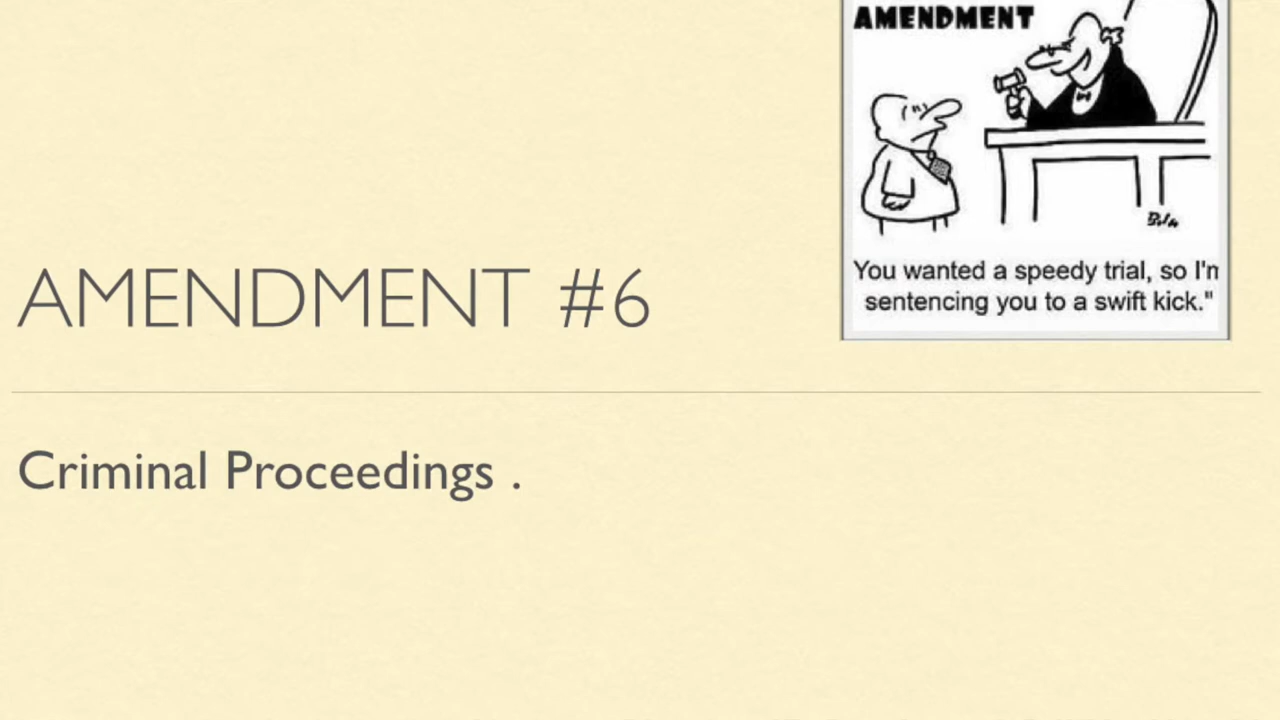 AMENDMENT
You wanted a speedy trial, so I'm
sentencing you to a swift kick."
AMENDMENT #6
Criminal Proceedings .